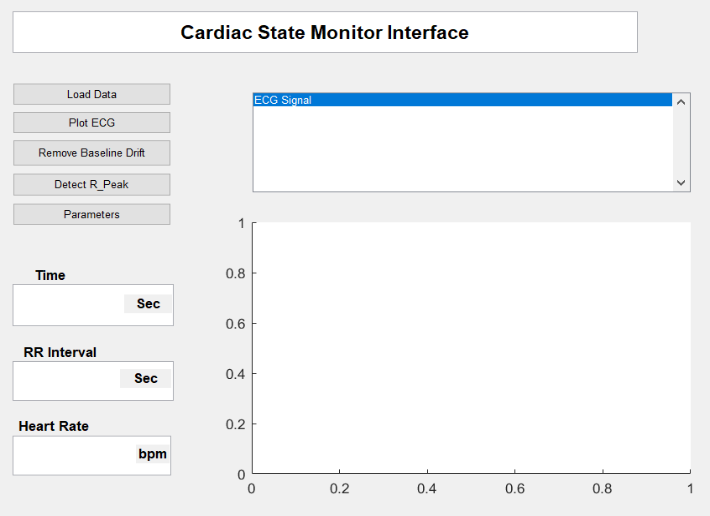 Cardiac State Monitor Interface
Load Data
Plot ECG
Remove Baseline Drift
Detect R_Peak
Parameters
Time
Sec
RR Interval
Sec
Heart Rate
bpm
ECG Signal
1
0.8
0.6
0.4
0.2
0
0 0.2 0.4 0.6 0.8 1